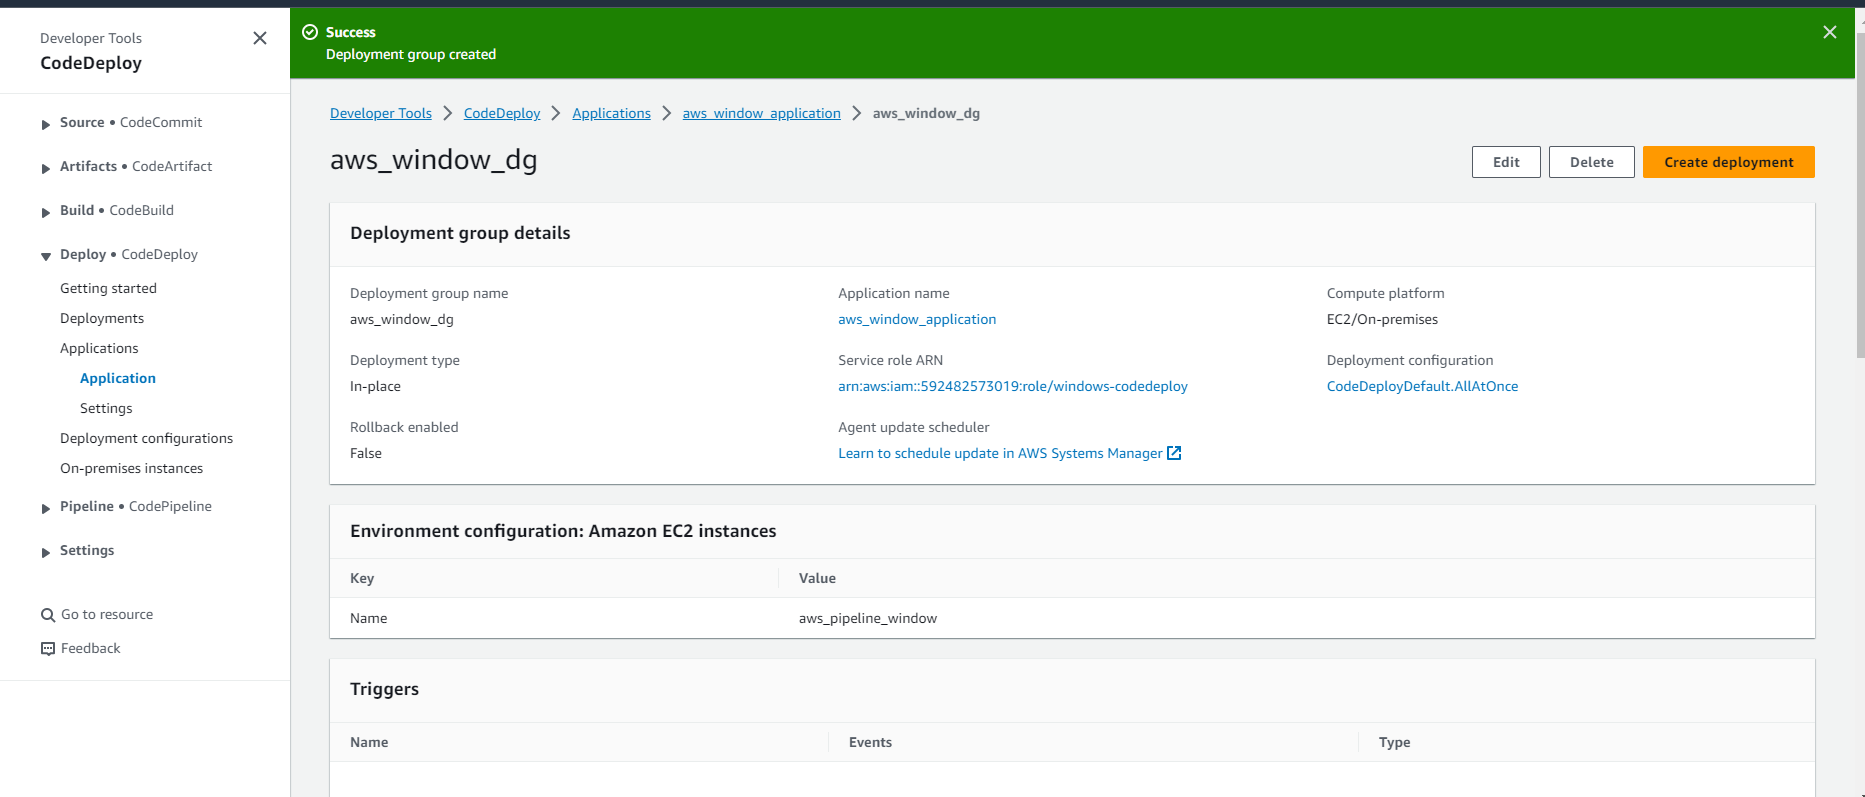 Developer Tools
CodeDeploy
Source • CodeCommit
Artifacts • CodeArtifact
Build • CodeBuild
Deploy • CodeDeploy
Getting started
Deployments
Applications
Application
Settings
Deployment configurations
On-premises instances
Pipeline • CodePipeline
Settings
Go to resource
Feedback
Success
Deployment group created
Developer Tools > CodeDeploy > Applications > aws_window_application > aws_window_dg
aws_window_dg
Edit
Delete
Create deployment
Deployment group details
Deployment group name
aws_window_dg
Application name
aws_window_application
Compute platform
EC2/On-premises
Deployment type
In-place
Service role ARN
arn:aws:iam::592482573019:role/windows-codedeploy
Deployment configuration
CodeDeployDefault.AllAtOnce
Rollback enabled
False
Agent update scheduler
Learn to schedule update in AWS Systems Manager
Environment configuration: Amazon EC2 instances
Key Value
Name aws_pipeline_window
Triggers
Name Events Type